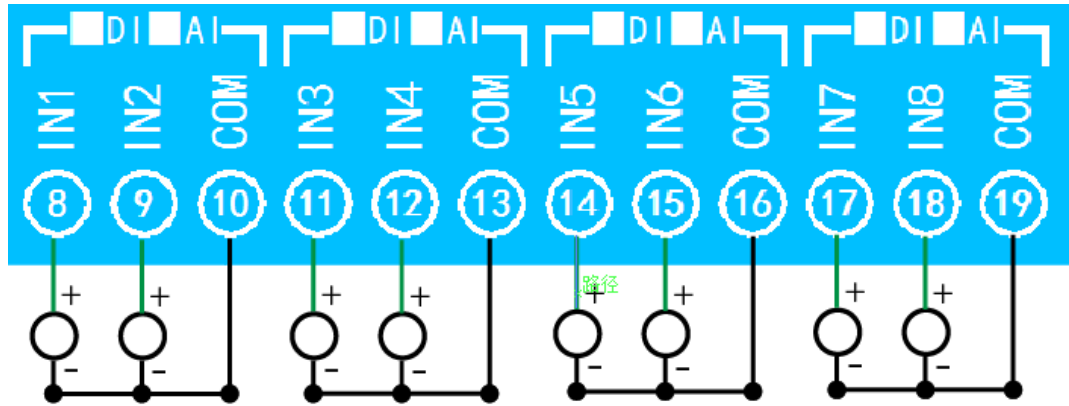 DI AI DI AI DI AI DI AI
IN1 IN2 COM IN3 IN4 COM IN5 IN6 COM IN7 IN8 COM
8 9 10 11 12 13 14 15 16 17 18 19
路径
+ + + + + + + +
- - - - - - - -